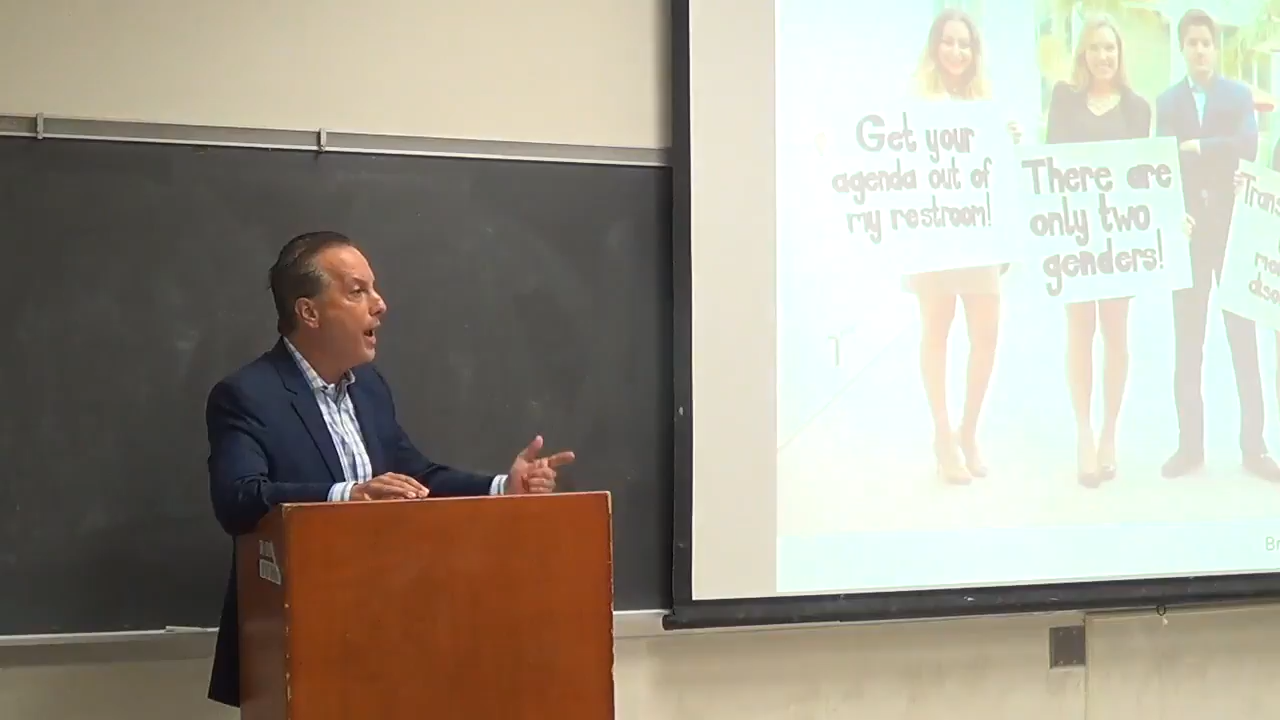 Get your
agenda out of
my restroom!
There are
only two
genders!